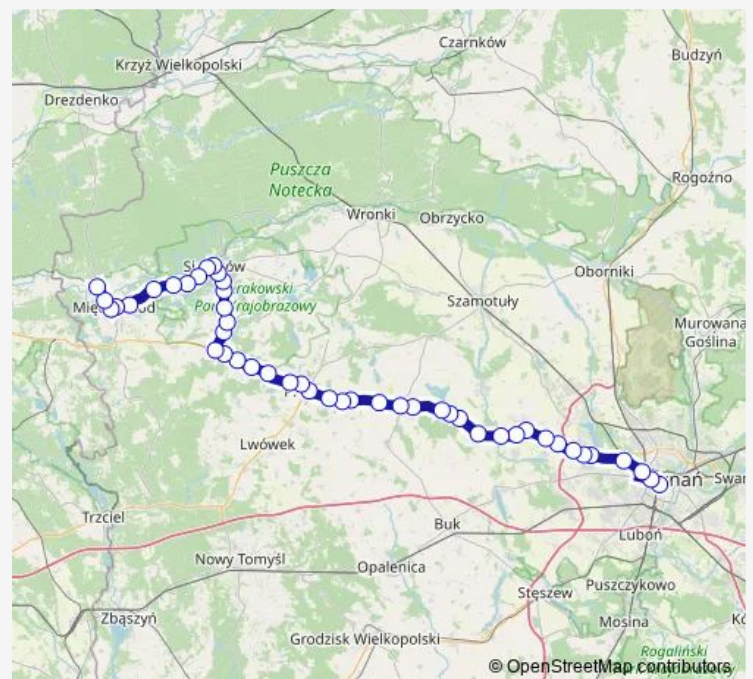 Czarnków
Krzyż Wielkopolski
Budzyń
Drezdenko
Puszcza
Notecka
Rogoźno
Wronki
Obrzycko
Oborniki
Szamotuły
Murowana
Goślina
Lwówek
Swar
Luboń
Trzciel
Buk
Nowy Tomyśl
Opalenica
Stęszew
Puszczykowo
Zbąszyń
Mosina
Grodzisk Wielkopolski
Rogaliński
© OpenStreetMap contributors